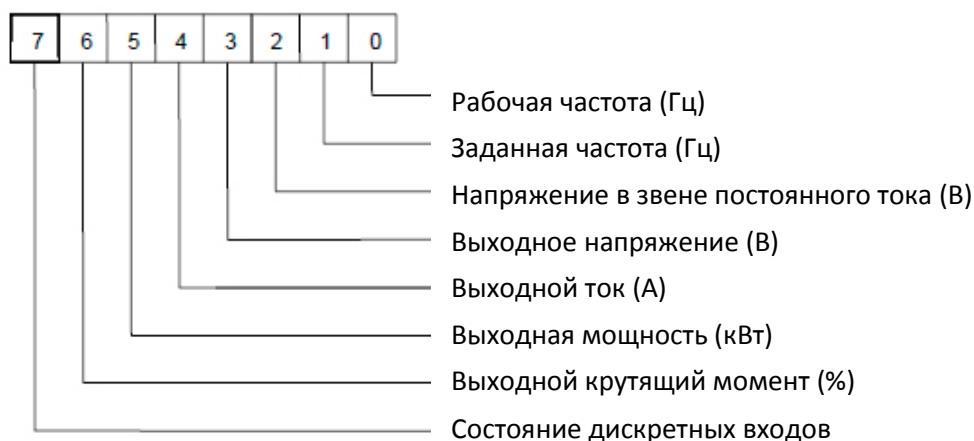 7 6 5 4 3 2 1 0
Рабочая частота (Гц)
Заданная частота (Гц)
Напряжение в звене постоянного тока (В)
Выходное напряжение (В)
Выходной ток (А)
Выходная мощность (кВт)
Выходной крутящий момент (%)
Состояние дискретных входов